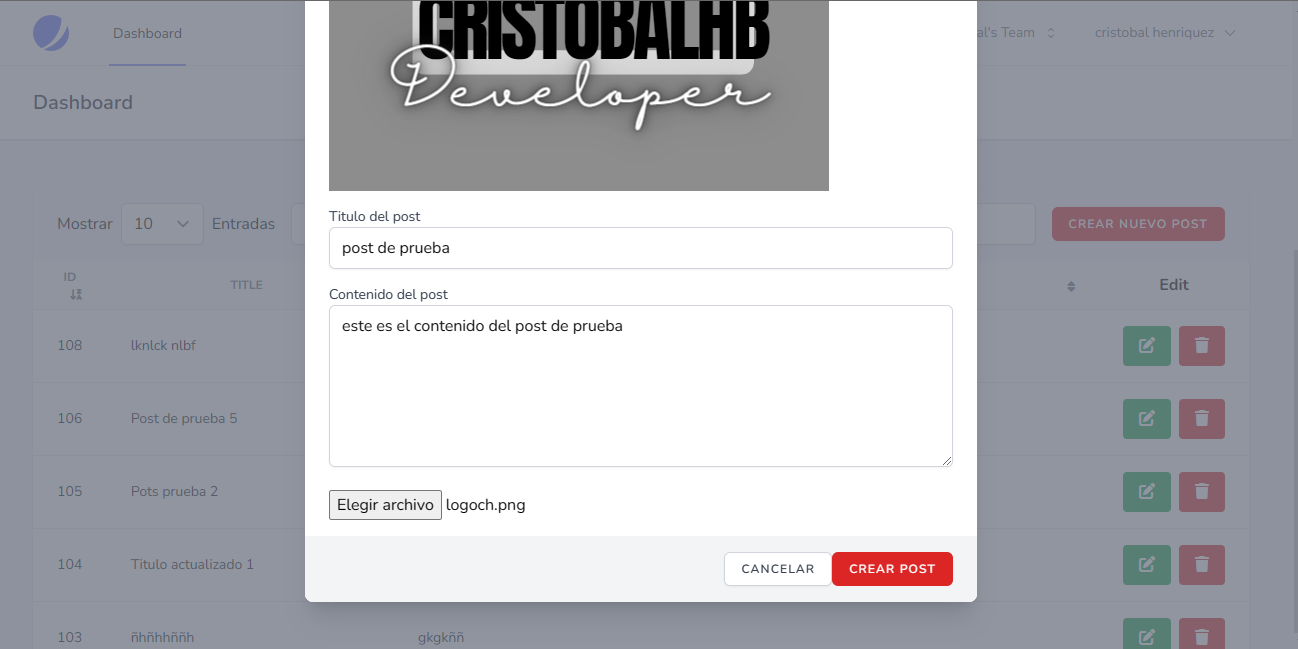 CRISTOBALHB
Developer
Dashboard
al's Team
cristobal henriquez
Dashboard
Titulo del post
post de prueba
Mostrar 10 Entradas
CREAR NUEVO POST
ID TITLE Edit
Contenido del post
este es el contenido del post de prueba
108 lknlck nlbf
106 Post de prueba 5
105 Pots prueba 2
Elegir archivo logoch.png
104 Titulo actualizado 1
CANCELAR CREAR POST
103 ñhñhhññh gkgkññ